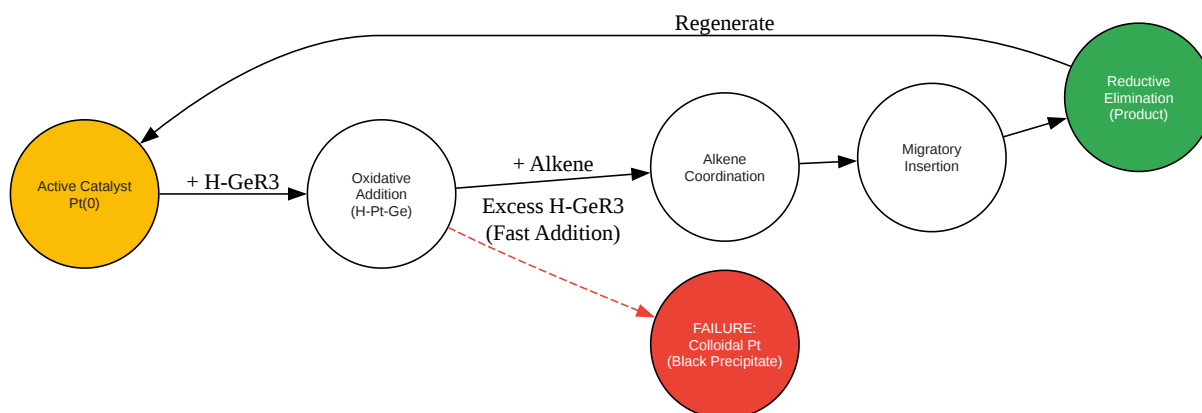 Regenerate
Reductive
Elimination
(Product)
Active Catalyst
Pt(0)
+ H-GeR3
Oxidative
Addition
(H-Pt-Ge)
+ Alkene
Excess H-GeR3
(Fast Addition)
Alkene
Coordination
Migratory
Insertion
FAILURE:
Colloidal Pt
(Black Precipitate)